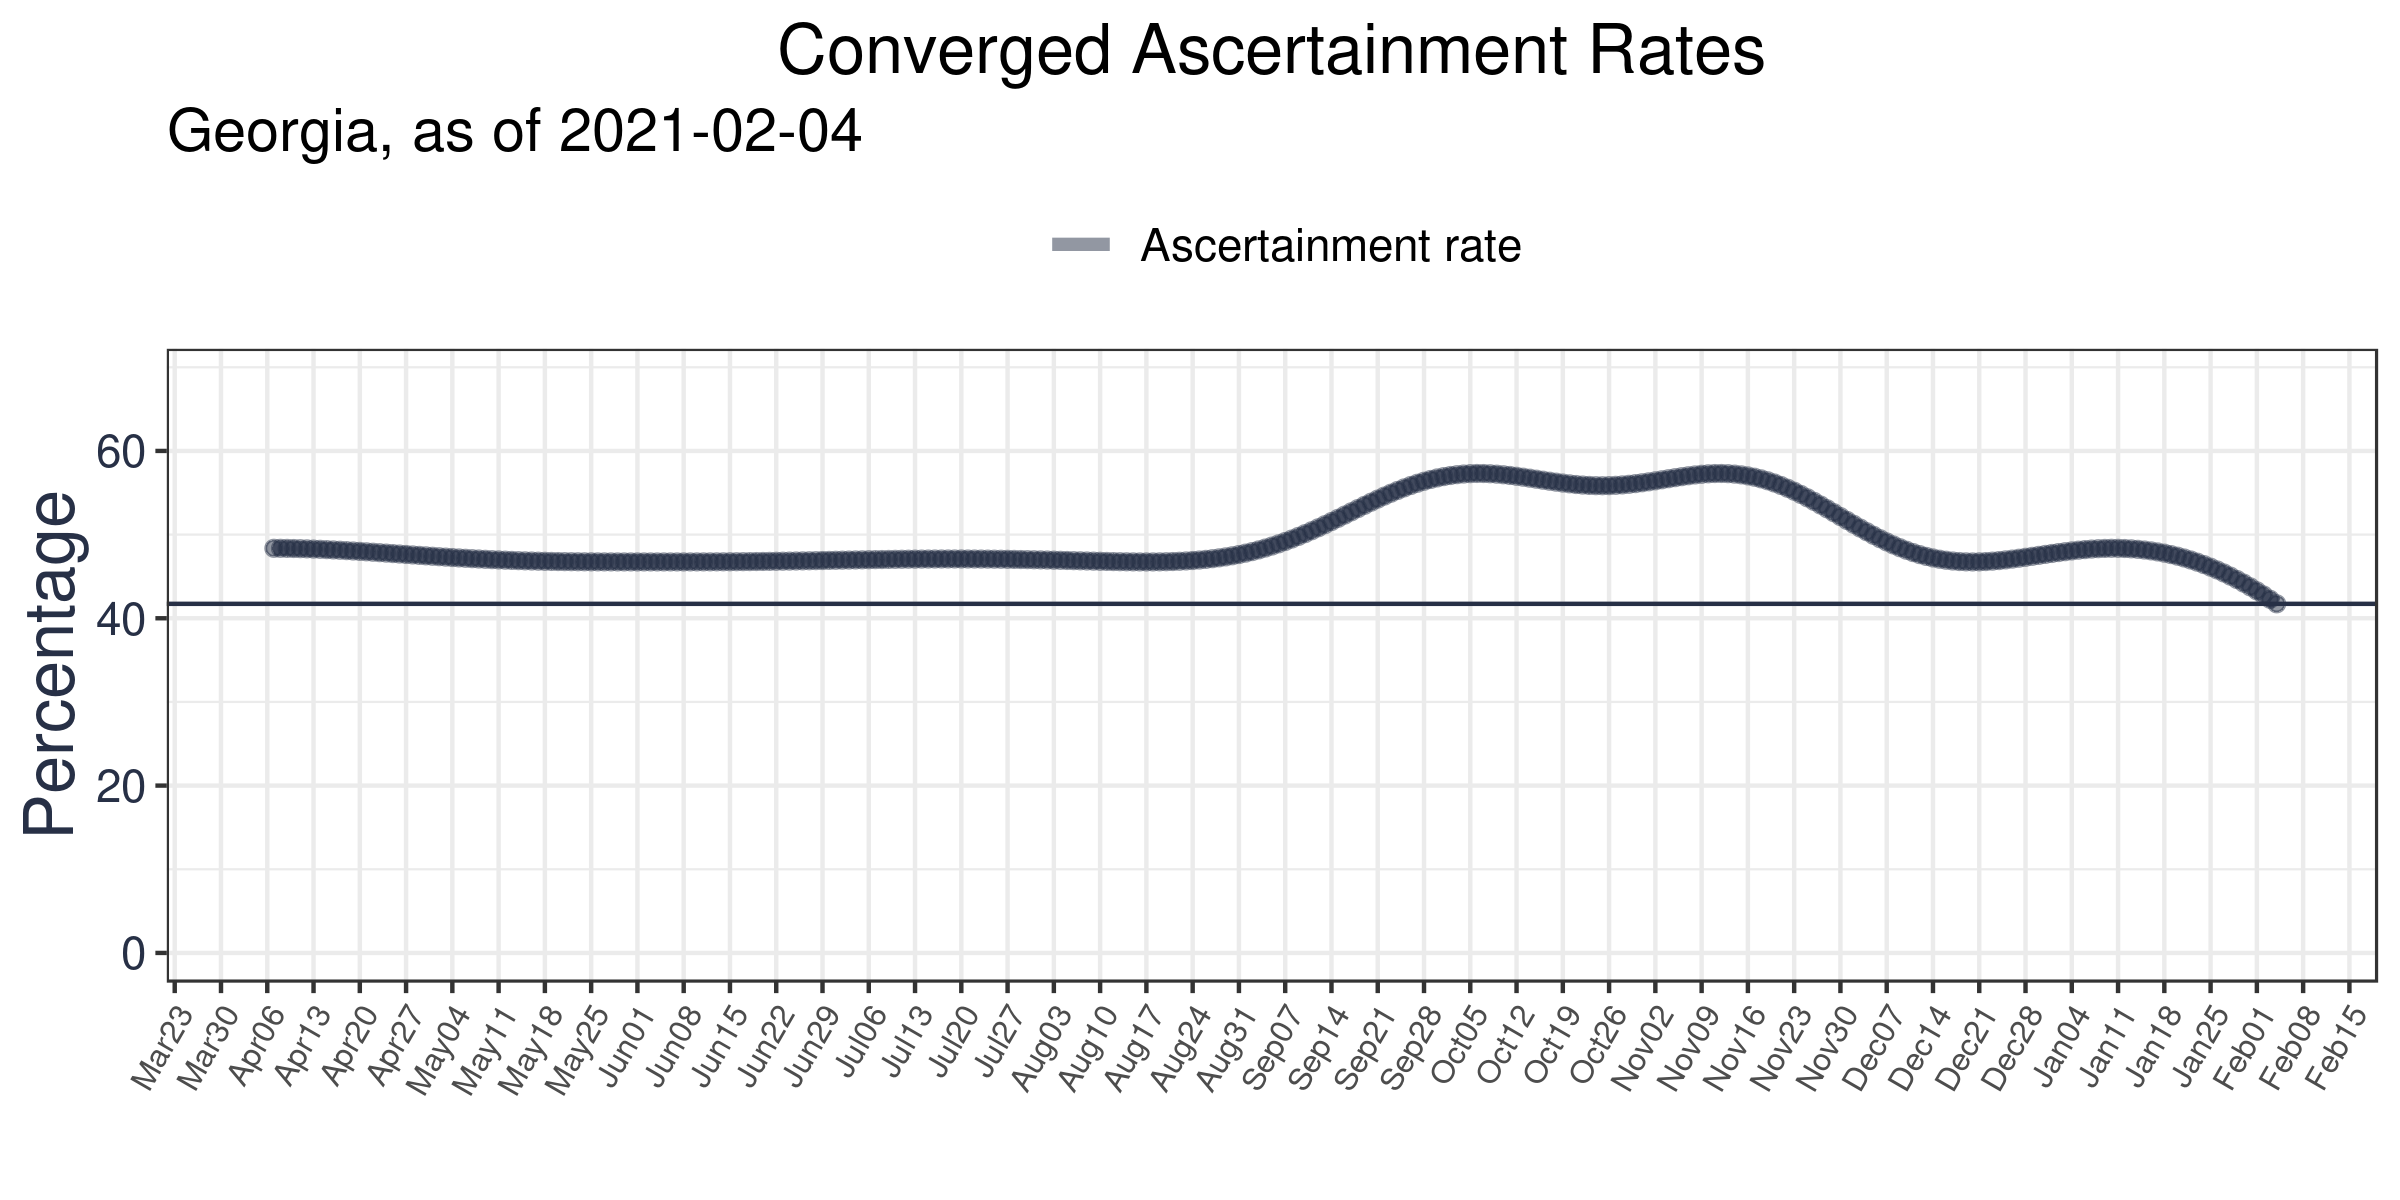 Converged Ascertainment Rates
Georgia, as of 2021-02-04
Ascertainment rate
Percentage
60
40
20
0
Mar23 Mar30 Apr06 Apr13 Apr20 Apr27 May04 May11 May18 May25 Jun01 Jun08 Jun15 Jun22 Jun29 Jul06 Jul13 Jul20 Jul27 Aug03 Aug10 Aug17 Aug24 Aug31 Sep07 Sep14 Sep21 Sep28 Oct05 Oct12 Oct19 Oct26 Nov02 Nov09 Nov16 Nov23 Nov30 Dec07 Dec14 Dec21 Dec28 Jan04 Jan11 Jan18 Jan25 Feb01 Feb08 Feb15